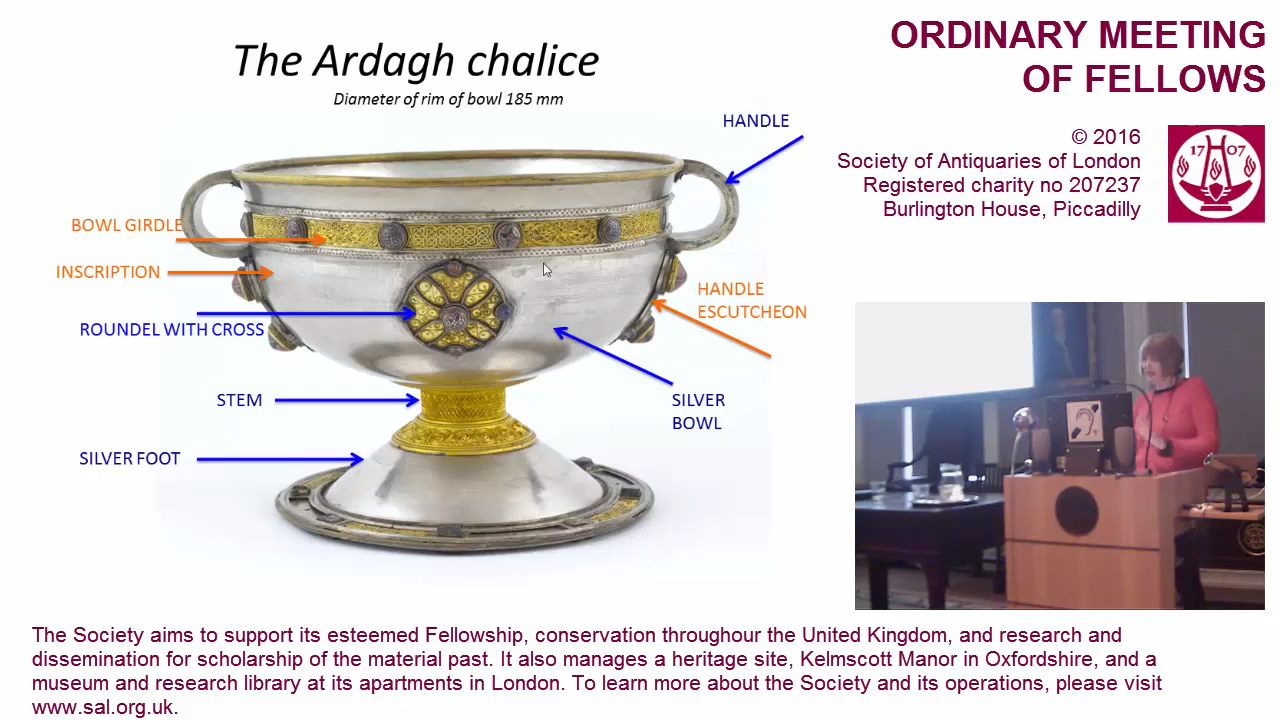 The Ardagh chalice
Diameter of rim of bowl 185 mm
HANDLE
BOWL GIRDLE
INSCRIPTION
ROUNDEL WITH CROSS
STEM
SILVER FOOT
HANDLE
ESCUTCHEON
SILVER
BOWL
ORDINARY MEETING
OF FELLOWS
© 2016
Society of Antiquaries of London
Registered charity no 207237
Burlington House, Piccadilly
17 07
The Society aims to support its esteemed Fellowship, conservation throughour the United Kingdom, and research and
dissemination for scholarship of the material past. It also manages a heritage site, Kelmscott Manor in Oxfordshire, and a
museum and research library at its apartments in London. To learn more about the Society and its operations, please visit
www.sal.org.uk.